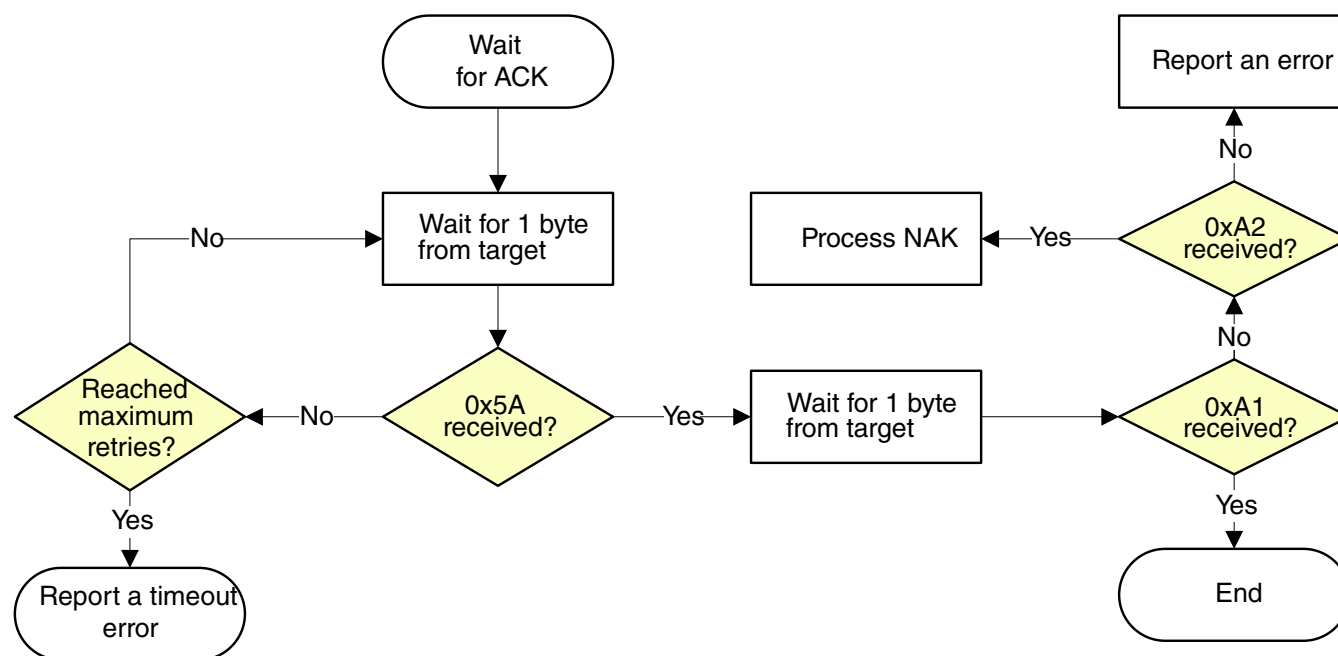 Wait
for ACK
Report an error
No
Wait for 1 byte
from target
No
Process NAK
Yes
0xA2
received?
No
Reached
maximum
retries?
No
0x5A
received?
Yes
Wait for 1 byte
from target
0xA1
received?
Yes
Yes
Report a timeout
error
End